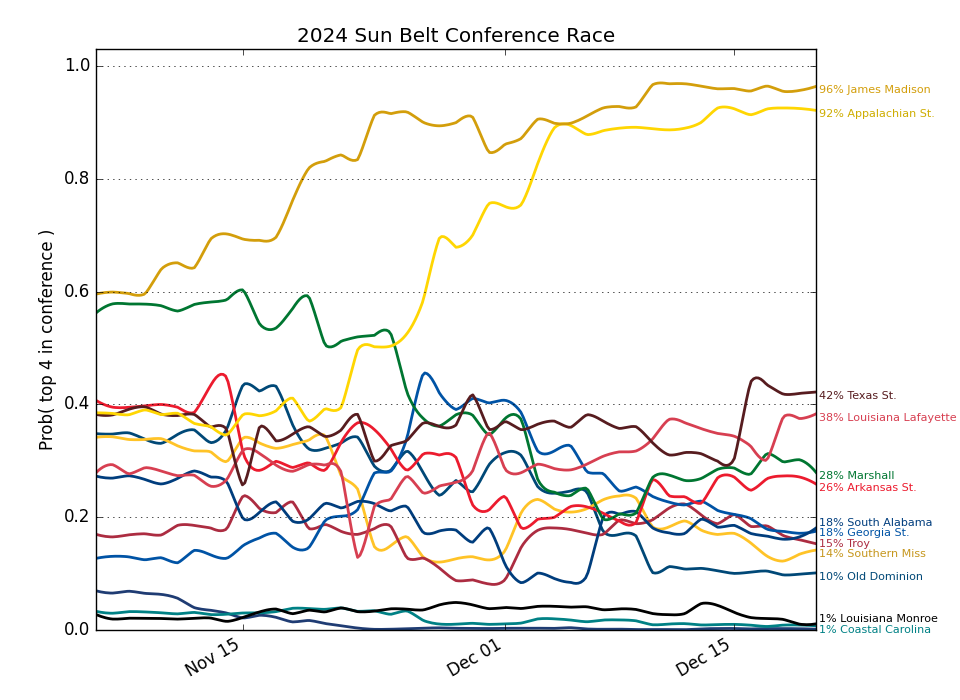 2024 Sun Belt Conference Race
1.0
0.8
0.6
0.4
0.2
0.0
Prob( top 4 in conference )
Nov 15
Dec 01
Dec 15
96% James Madison
92% Appalachian St.
42% Texas St.
38% Louisiana Lafayette
28% Marshall
26% Arkansas St.
18% South Alabama
18% Georgia St.
15% Troy
14% Southern Miss
10% Old Dominion
1% Louisiana Monroe
1% Coastal Carolina